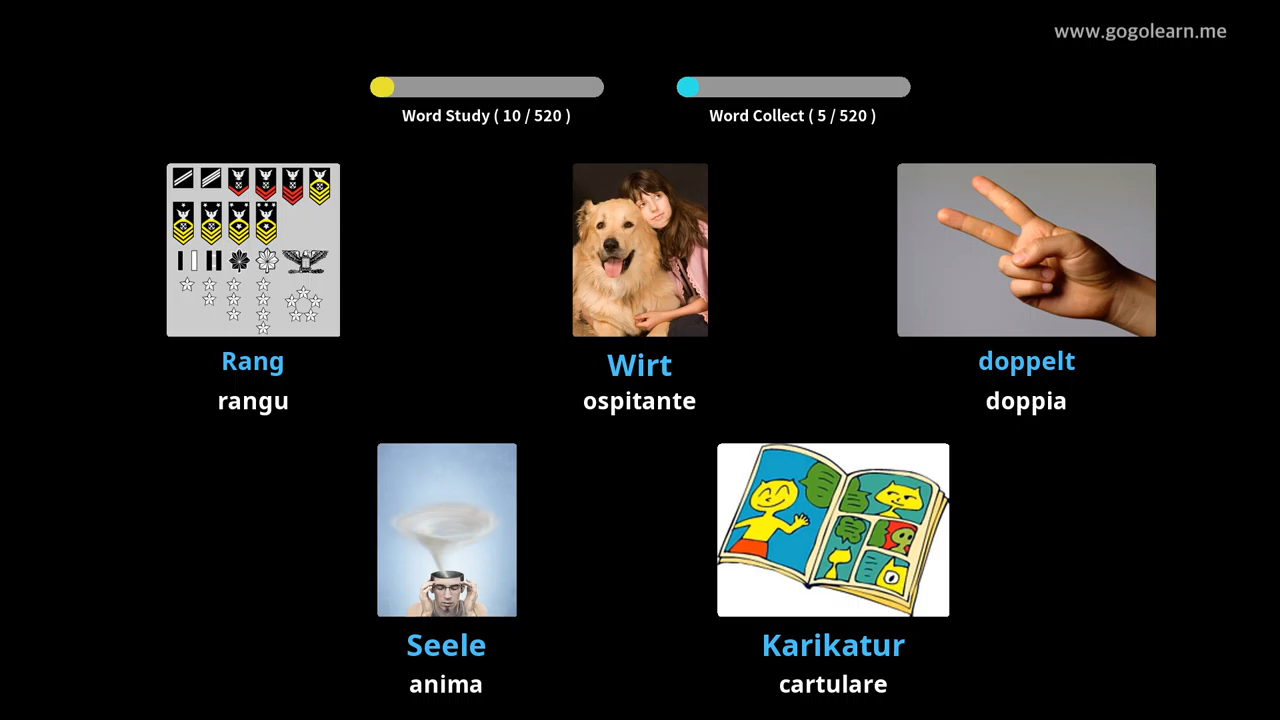 www.gogolearn.me
Word Study ( 10 / 520 )
Word Collect ( 5 / 520 )
Rang
rangu
Wirt
ospitante
doppelt
doppia
Seele
anima
Karikatur
cartulare